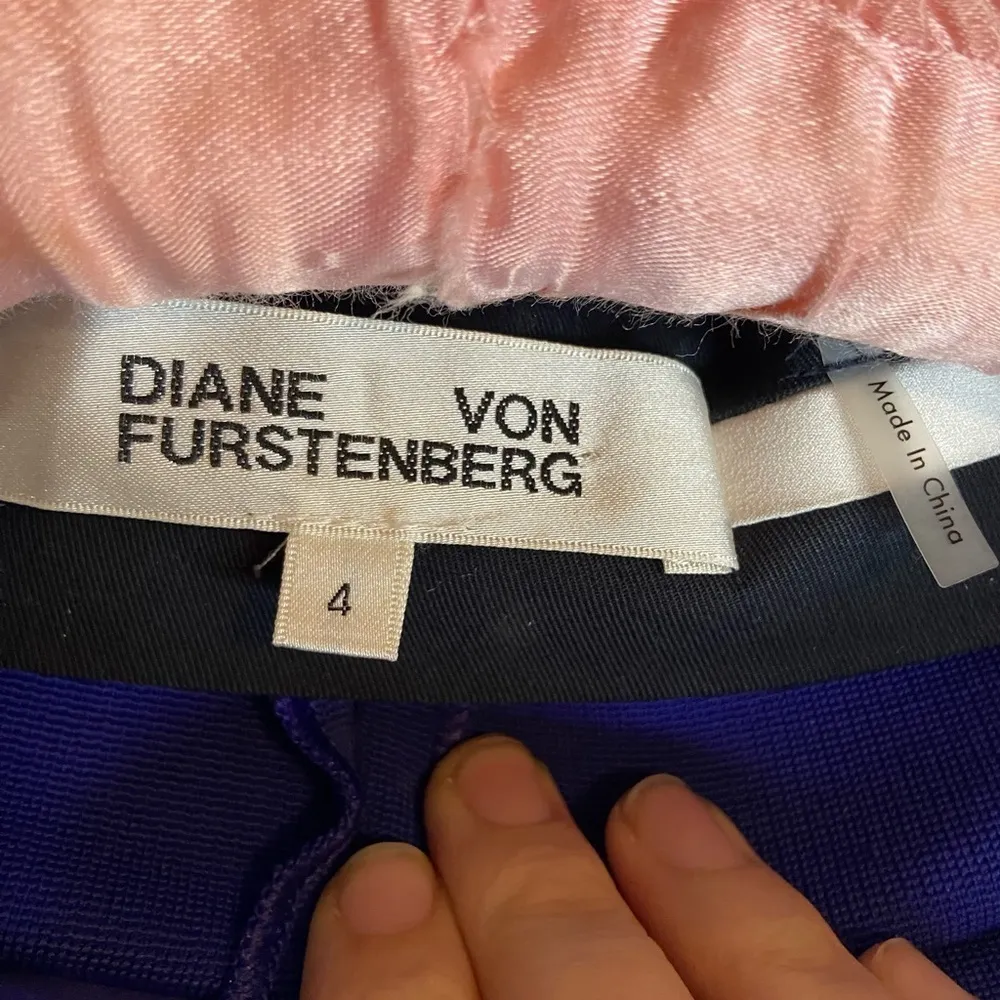 DIANE VON
FURSTENBERG
4
Made In China